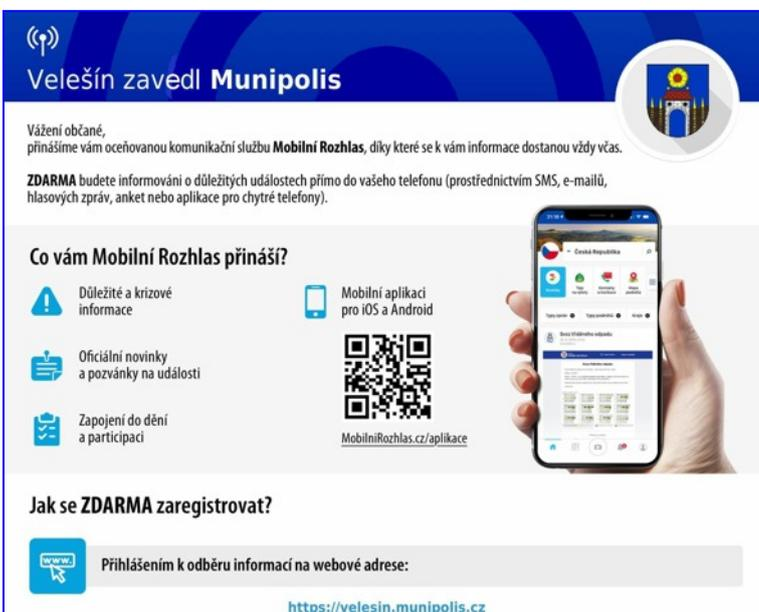 Velešín zavedl Munipolis
Vážení občané,
přinášíme vám oceňovanou komunikační službu Mobilní Rozhlas, díky které se k vám informace dostanou vždy včas.
ZDARMA budete informováni o důležitých událostech přímo do vašeho telefonu (prostřednictvím SMS, e-mailů,
hlasových zpráv, anket nebo aplikace pro chytré telefony).
Co vám Mobilní Rozhlas přináší?
Důležité a krizové
informace
Oficiální novinky
a pozvánky na události
Zapojení do dění
a participaci
Mobilní aplikaci
pro iOS a Android
MobilniRozhlas.cz/aplikace
Česká Republika
Jak se ZDARMA zaregistrovat?
www.
Přihlášením k odběru informací na webové adrese:
https://velesin.munipolis.cz